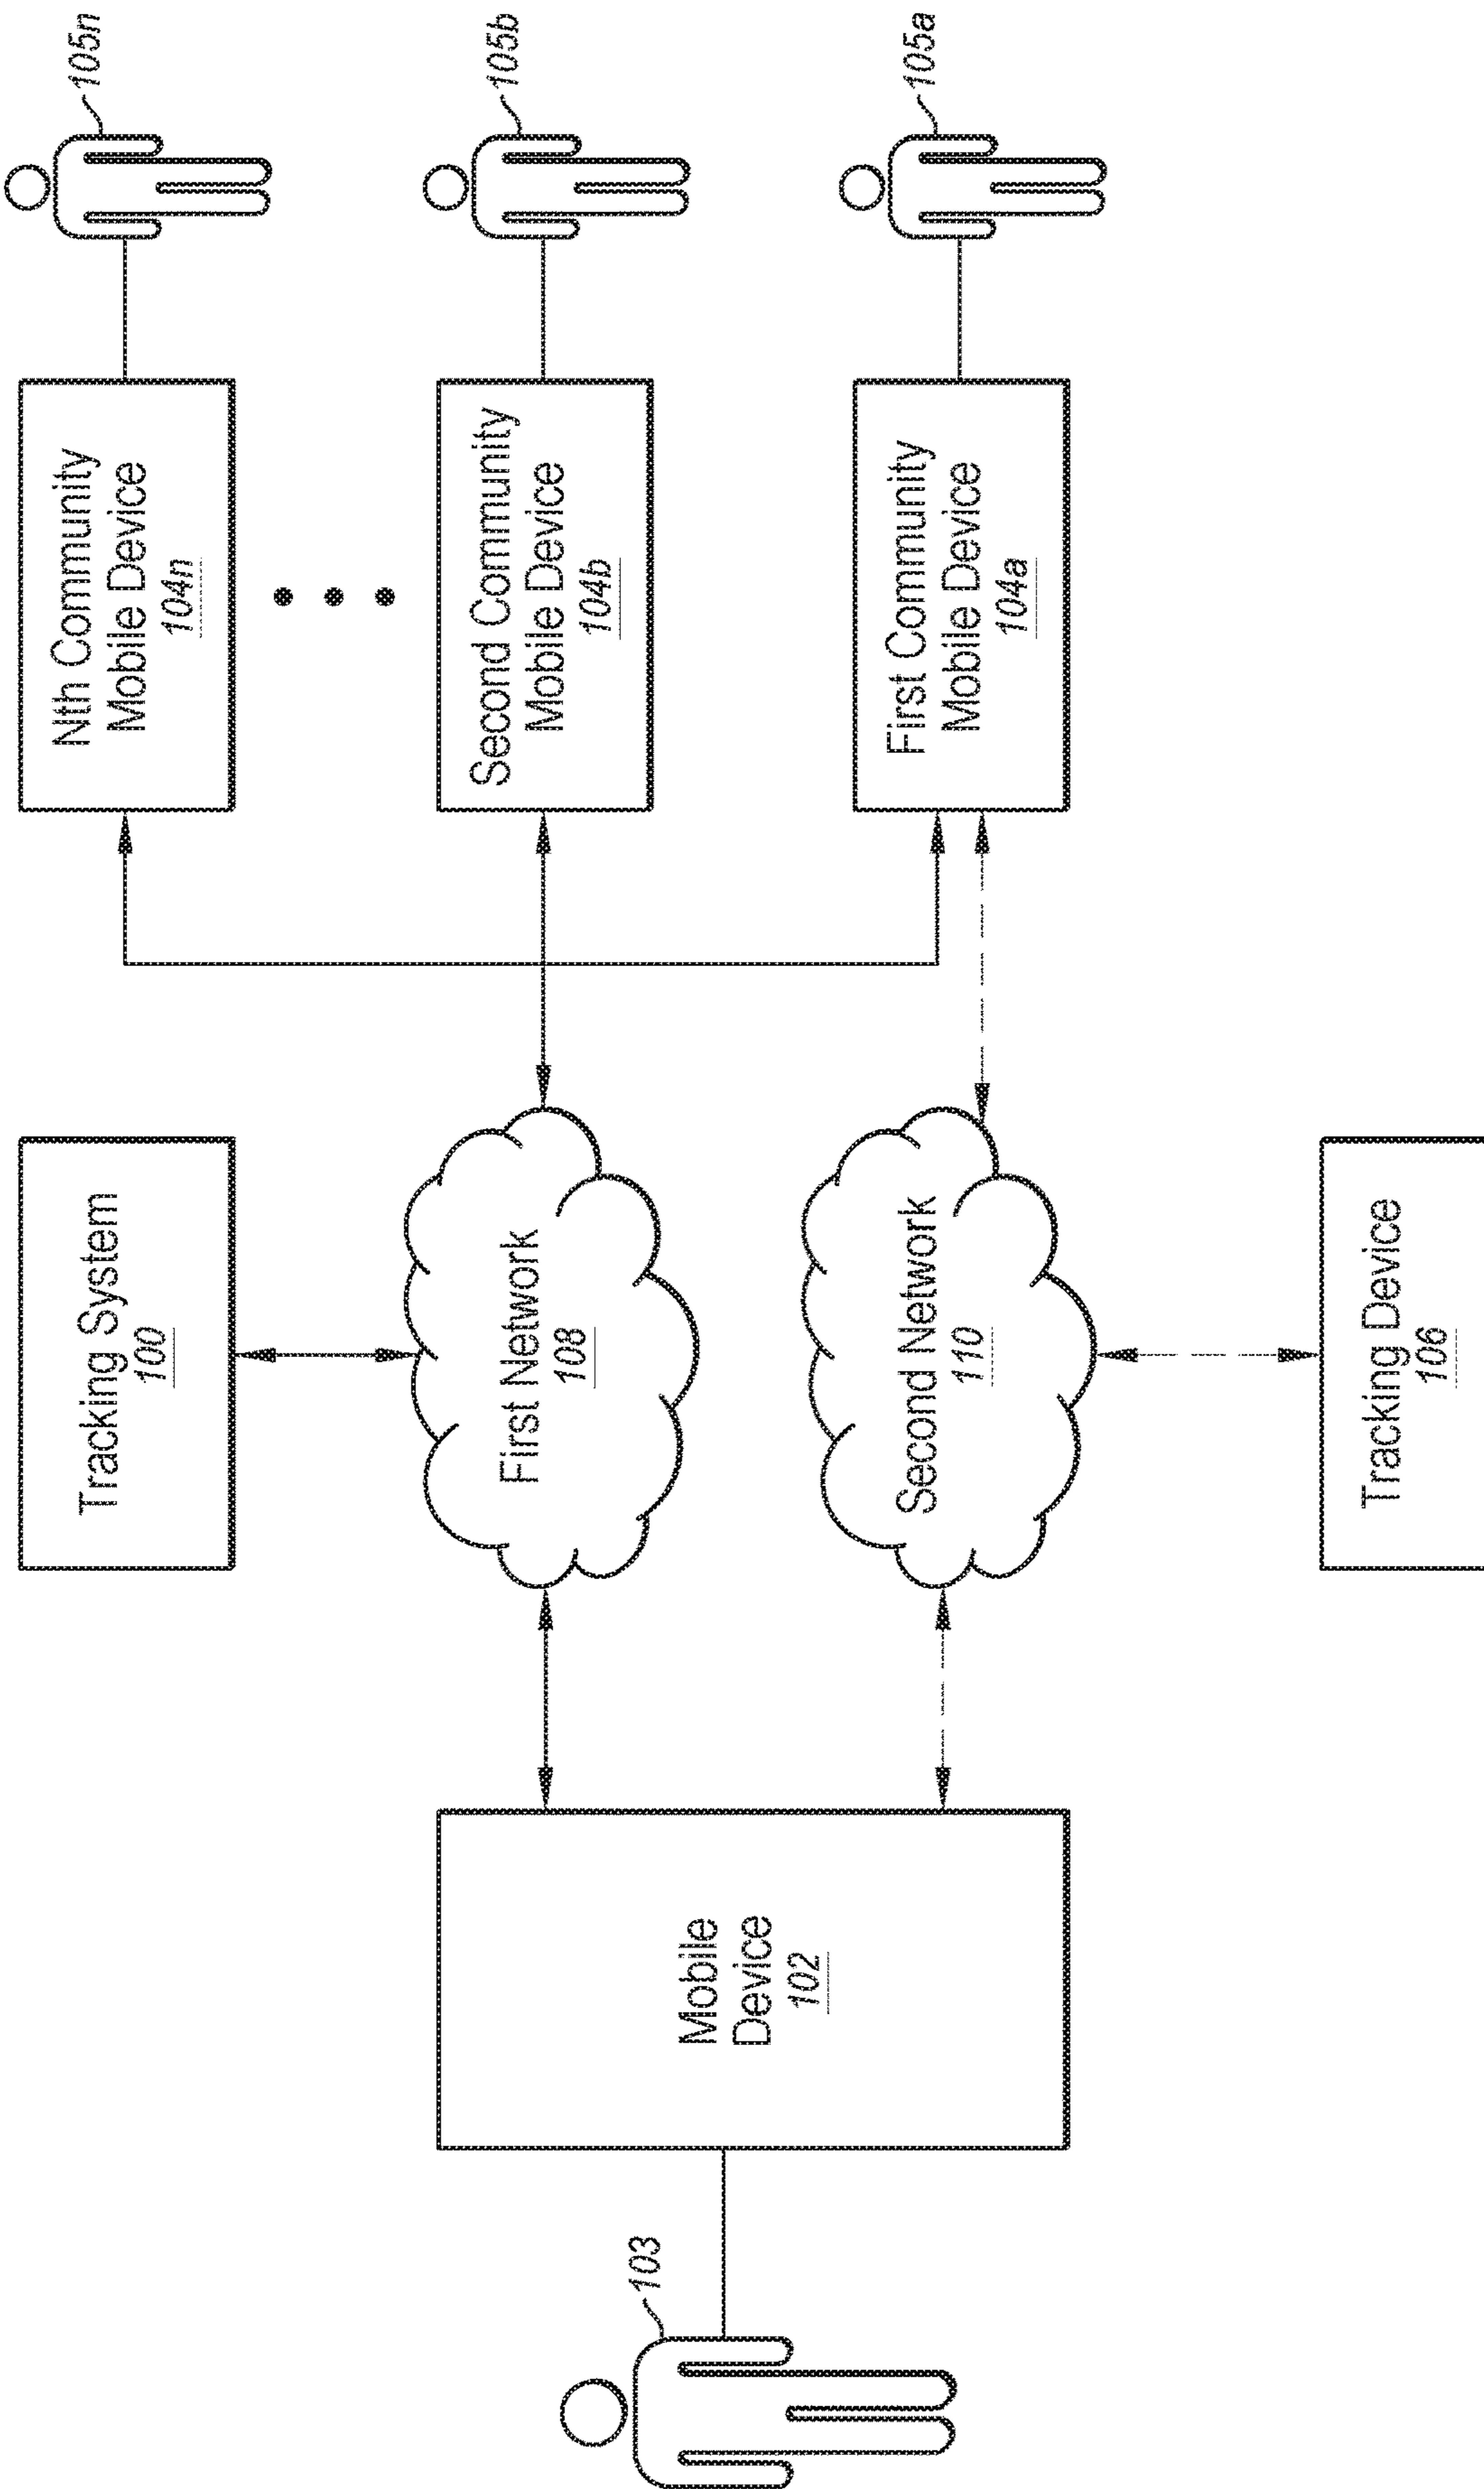 103
Mobile
Device
102
Tracking System
100
First Network
108
Second Network
110
Tracking Device
106
Nth Community
Mobile Device
104n
105n
Second Community
Mobile Device
104b
105b
First Community
Mobile Device
104a
105a